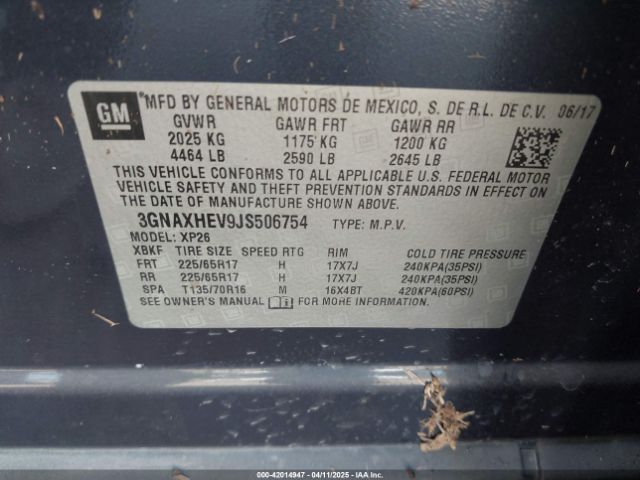 GM
*MFD BY GENERAL MOTORS DE MEXICO, S. DE R.L. DE C.V. 06/17
GVWR GAWR FRT GAWR RR
2025 KG 1175 KG 1200 KG
4464 LB 2590 LB 2645 LB
THIS VEHICLE CONFORMS TO ALL APPLICABLE U.S. FEDERAL MOTOR
VEHICLE SAFETY AND THEFT PREVENTION STANDARDS IN EFFECT ON
THE DATE OF MANUFACTURE SHOWN ABOVE.
3GNAXHEV9JS506754 TYPE: M.P.V.
MODEL: XP26
XBKF TIRE SIZE SPEED RTG RIM COLD TIRE PRESSURE
FRT 225/65R17 H 17X7J 240KPA(35PSI)
RR 225/65R17 H 17X7J 240KPA(35PSI)
SPA T135/70R16 M 16X4BT 420KPA(60PSI)
SEE OWNER'S MANUAL FOR MORE INFORMATION.
000-42014947 - 04/11/2025 - IAAI.com